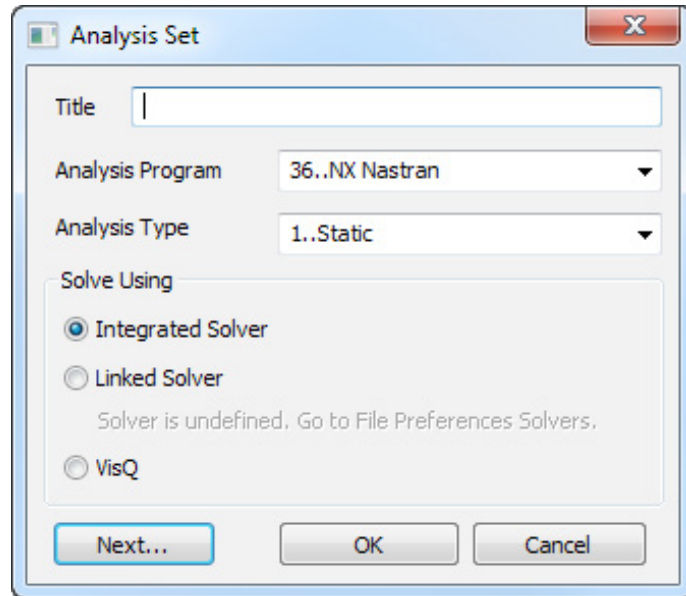 Analysis Set
Title
Analysis Program 36..NX Nastran
Analysis Type 1..Static
Solve Using
Integrated Solver
Linked Solver
Solver is undefined. Go to File Preferences Solvers.
VisQ
Next... OK Cancel